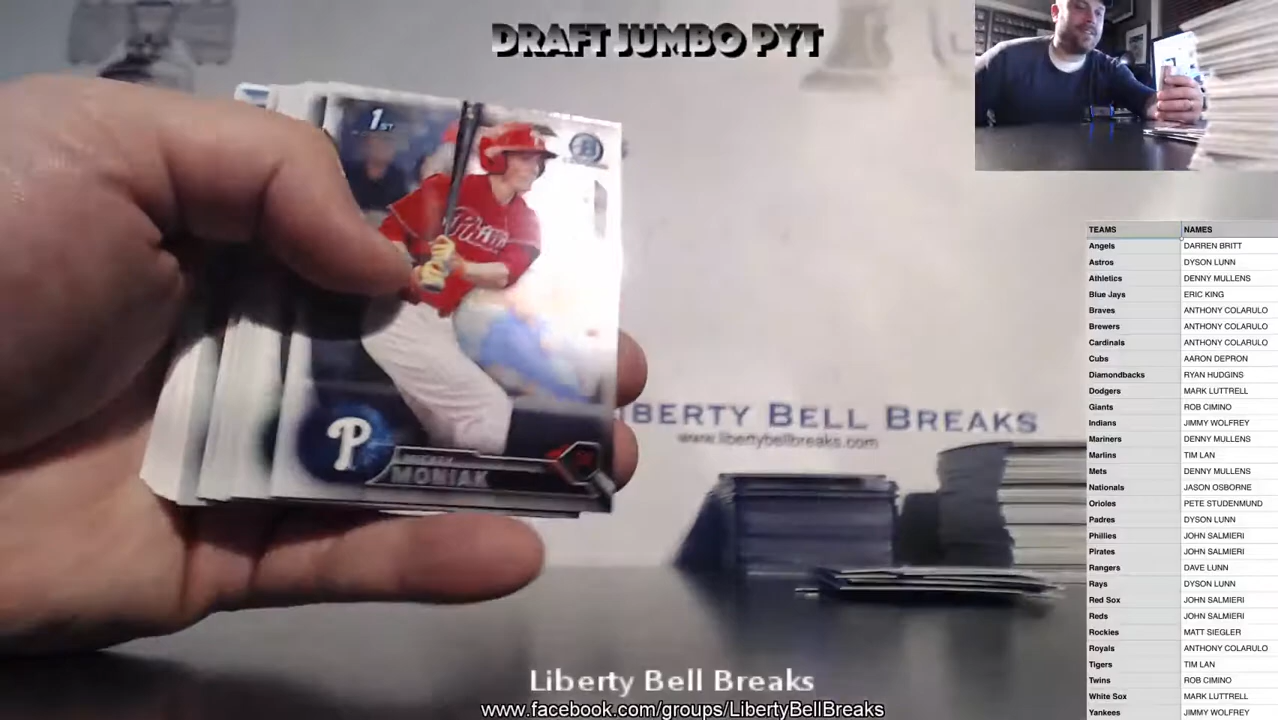 DRAFT JUMBO PYT
1ST
Phillies
P
MONIAK
LIBERTY BELL BREAKS
www.libertybellbreaks.com
TEAMS NAMES
Angels DARREN BRITT
Astros DYSON LUNN
Athletics DENNY MULLENS
Blue Jays ERIC KING
Braves ANTHONY COLARULO
Brewers ANTHONY COLARULO
Cardinals ANTHONY COLARULO
Cubs AARON DEPRON
Diamondbacks RYAN HUDGINS
Dodgers MARK LUTTRELL
Giants ROB CIMINO
Indians JIMMY WOLFREY
Mariners DENNY MULLENS
Marlins TIM LAN
Mets DENNY MULLENS
Nationals JASON OSBORNE
Orioles PETE STUDENMUND
Padres DYSON LUNN
Phillies JOHN SALMIERI
Pirates JOHN SALMIERI
Rangers DAVE LUNN
Rays DYSON LUNN
Red Sox JOHN SALMIERI
Reds JOHN SALMIERI
Rockies MATT SIEGLER
Royals ANTHONY COLARULO
Tigers TIM LAN
Twins ROB CIMINO
White Sox MARK LUTTRELL
Yankees JIMMY WOLFREY
Liberty Bell Breaks
www.facebook.com/groups/LibertyBellBreaks